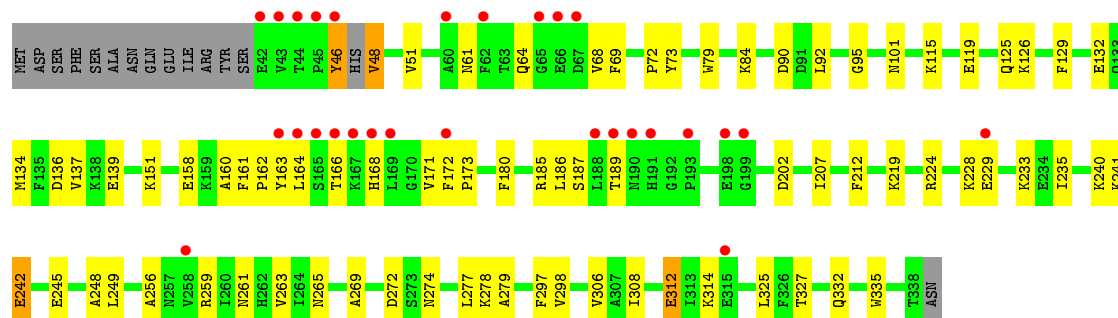 MET ASP SER PHE SER ALA ASN GLN GLU ILE ARG TYR SER E42 V43 T44 P45 Y46 HIS V48 V51 A60 N61 F62 T63 Q64 G65 E66 D67 V68 F69 P72 Y73 W79 K84 D90 D91 L92 G95 N101 K115 E119 Q125 K126 F129 E132
M134 F135 D136 V137 K138 E139 K151 E158 K159 A160 F161 P162 Y163 L164 S165 T166 K167 H168 L169 G170 V171 F172 P173 F180 R185 L186 S187 L188 T189 N190 H191 G192 P193 E198 G199 D202 I207 F212 K219 R224 K228 E229 K233 E234 I235 K240 K241
E242 E245 A248 L249 A256 N257 V258 R259 I260 N261 H262 V263 I264 N265 A269 D272 S273 N274 L277 K278 A279 F297 Y298 V306 A307 I308 E312 I313 K314 E315 L325 F326 T327 Q332 W335 T338 ASN